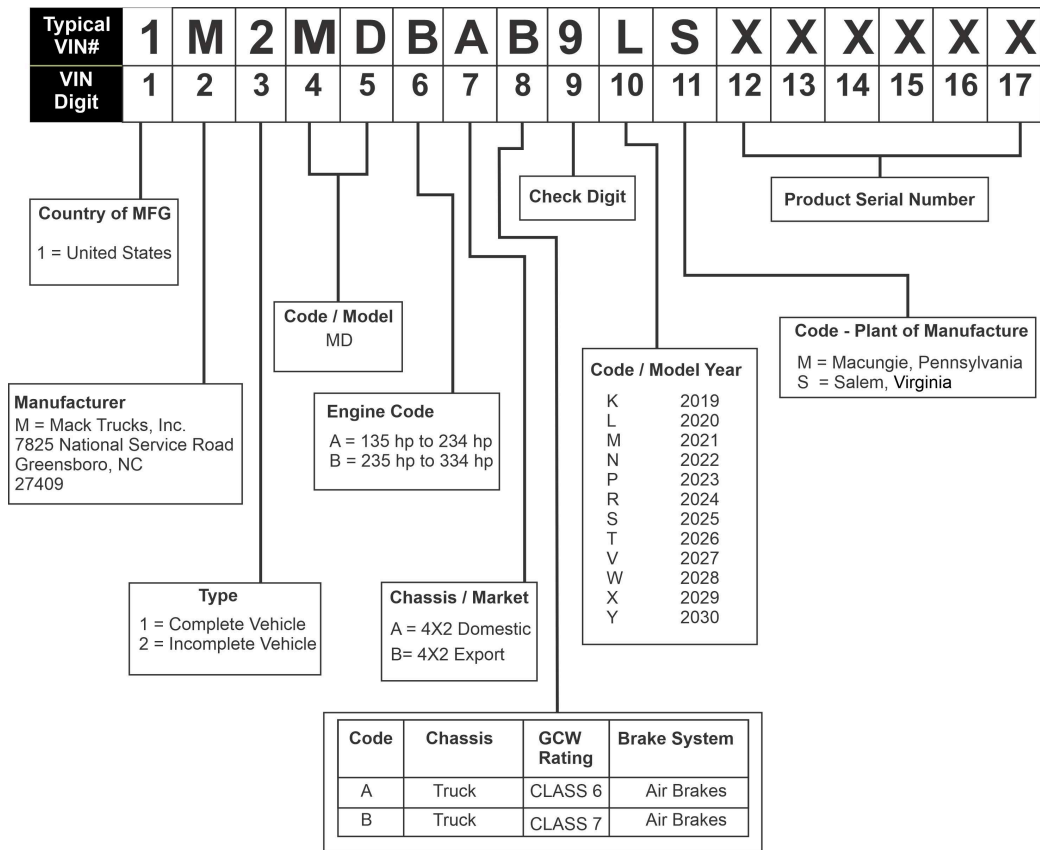 Typical VIN# 1 M 2 M D B A B 9 L S X X X X X X
VIN Digit 1 2 3 4 5 6 7 8 9 10 11 12 13 14 15 16 17
Country of MFG
1 = United States
Check Digit
Product Serial Number
Code / Model
MD
Code - Plant of Manufacture
M = Macungie, Pennsylvania
S = Salem, Virginia
Manufacturer
M = Mack Trucks, Inc.
7825 National Service Road
Greensboro, NC
27409
Engine Code
A = 135 hp to 234 hp
B = 235 hp to 334 hp
Code / Model Year
K 2019
L 2020
M 2021
N 2022
P 2023
R 2024
S 2025
T 2026
V 2027
W 2028
X 2029
Y 2030
Type
1 = Complete Vehicle
2 = Incomplete Vehicle
Chassis / Market
A = 4X2 Domestic
B= 4X2 Export
Code Chassis GCW Rating Brake System
A Truck CLASS 6 Air Brakes
B Truck CLASS 7 Air Brakes